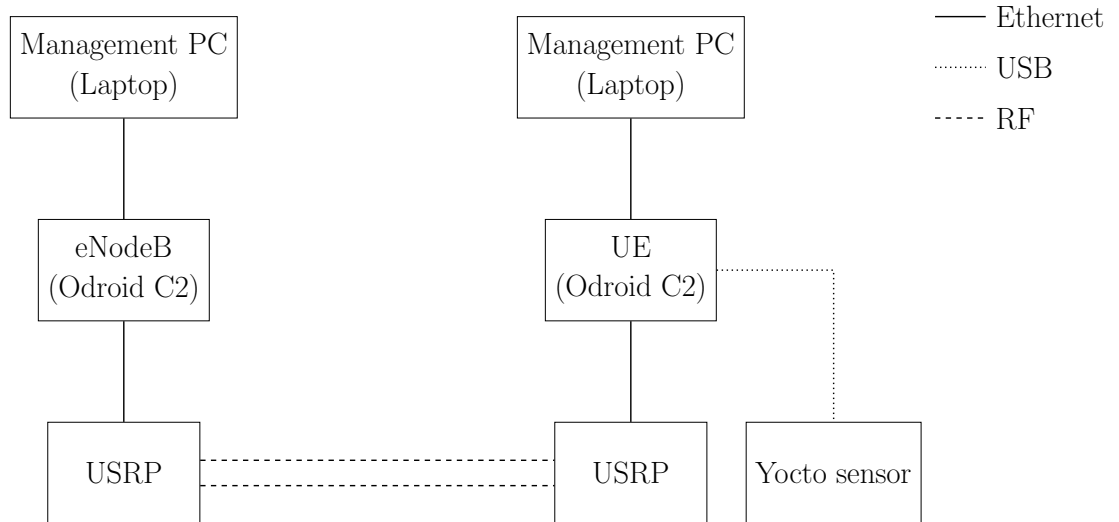 Management PC
(Laptop)
Management PC
(Laptop)
Ethernet
USB
RF
eNodeB
(Odroid C2)
UE
(Odroid C2)
USRP
USRP
Yocto sensor